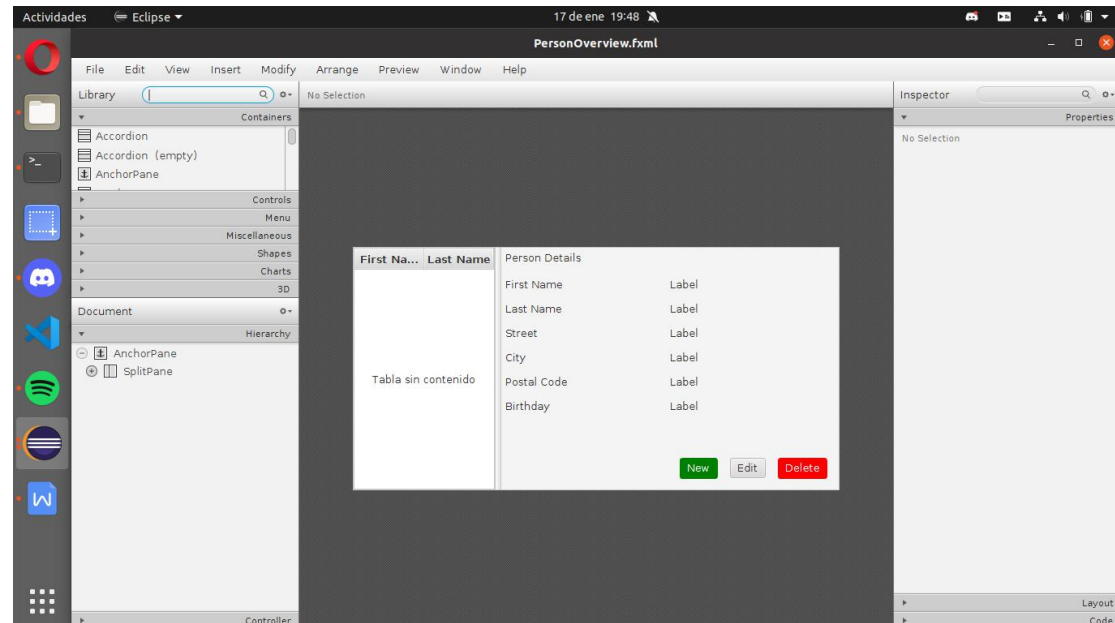 Actividades Eclipse 17 de ene 19:48
PersonOverview.fxml
File Edit View Insert Modify Arrange Preview Window Help
Library
Containers
Accordion
Accordion (empty)
AnchorPane
Controls
Menu
Miscellaneous
Shapes
Charts
3D
Document
Hierarchy
AnchorPane
SplitPane
Controller
No Selection
First Na... Last Name
Tabla sin contenido
Person Details
First Name Label
Last Name Label
Street Label
City Label
Postal Code Label
Birthday Label
New Edit Delete
Inspector
Properties
No Selection
Layout
Code